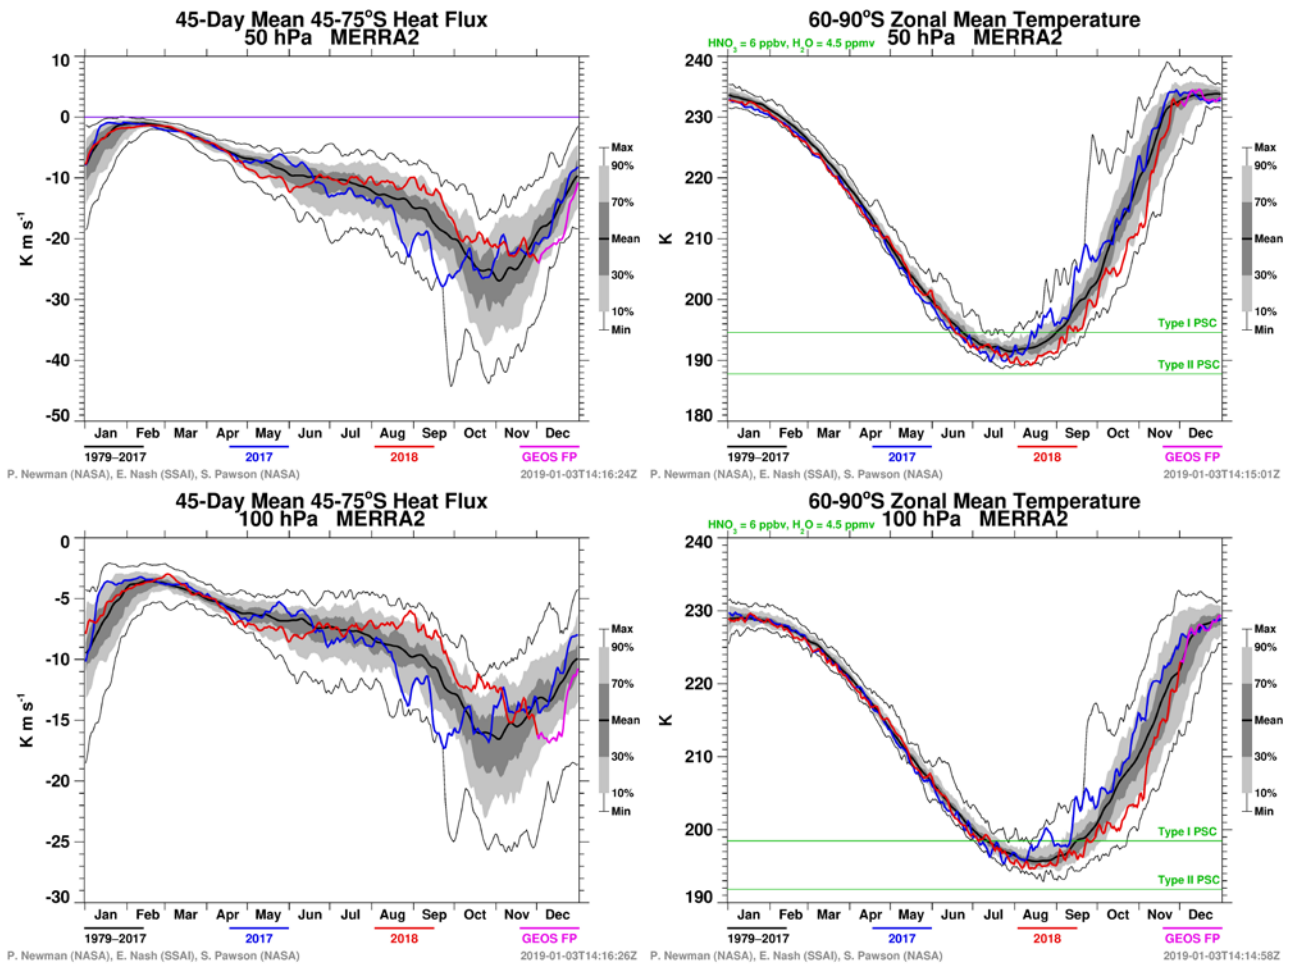 45-Day Mean 45-75°S Heat Flux
50 hPa MERRA2
10
0
-10
-20
-30
-40
-50
K m s⁻¹
Max
90%
70%
Mean
30%
10%
Min
Jan Feb Mar Apr May Jun Jul Aug Sep Oct Nov Dec
1979–2017 2017 2018 GEOS FP
P. Newman (NASA), E. Nash (SSAI), S. Pawson (NASA) 2019-01-03T14:16:24Z
60-90°S Zonal Mean Temperature
50 hPa MERRA2
HNO₃ = 6 ppbv, H₂O = 4.5 ppmv
240
230
220
210
200
190
180
K
Type I PSC
Type II PSC
Max
90%
70%
Mean
30%
10%
Min
Jan Feb Mar Apr May Jun Jul Aug Sep Oct Nov Dec
1979–2017 2017 2018 GEOS FP
P. Newman (NASA), E. Nash (SSAI), S. Pawson (NASA) 2019-01-03T14:15:01Z
45-Day Mean 45-75°S Heat Flux
100 hPa MERRA2
0
-5
-10
-15
-20
-25
-30
K m s⁻¹
Max
90%
70%
Mean
30%
10%
Min
Jan Feb Mar Apr May Jun Jul Aug Sep Oct Nov Dec
1979–2017 2017 2018 GEOS FP
P. Newman (NASA), E. Nash (SSAI), S. Pawson (NASA) 2019-01-03T14:16:26Z
60-90°S Zonal Mean Temperature
100 hPa MERRA2
HNO₃ = 6 ppbv, H₂O = 4.5 ppmv
240
230
220
210
200
190
K
Type I PSC
Type II PSC
Max
90%
70%
Mean
30%
10%
Min
Jan Feb Mar Apr May Jun Jul Aug Sep Oct Nov Dec
1979–2017 2017 2018 GEOS FP
P. Newman (NASA), E. Nash (SSAI), S. Pawson (NASA) 2019-01-03T14:14:58Z